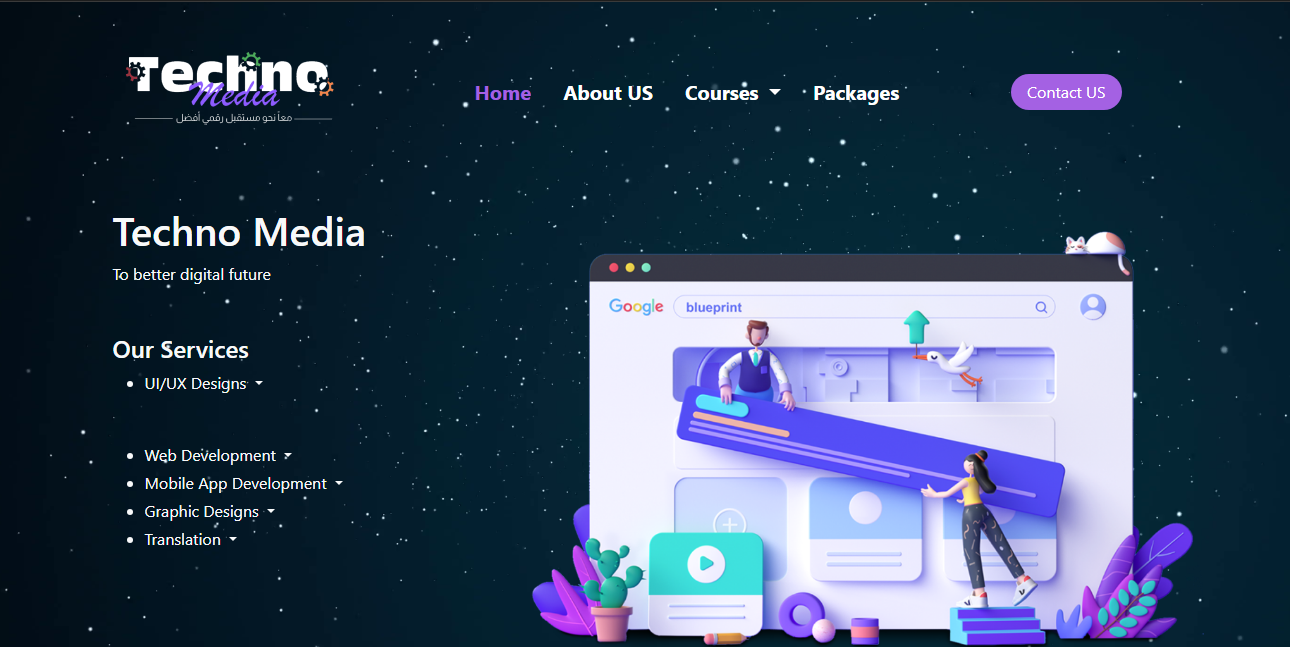 Techno
Media
معاً نحو مستقبل رقمي أفضل
Home
About US
Courses
Packages
Contact US
Techno Media
To better digital future
Our Services
UI/UX Designs
Web Development
Mobile App Development
Graphic Designs
Translation
Google
blueprint